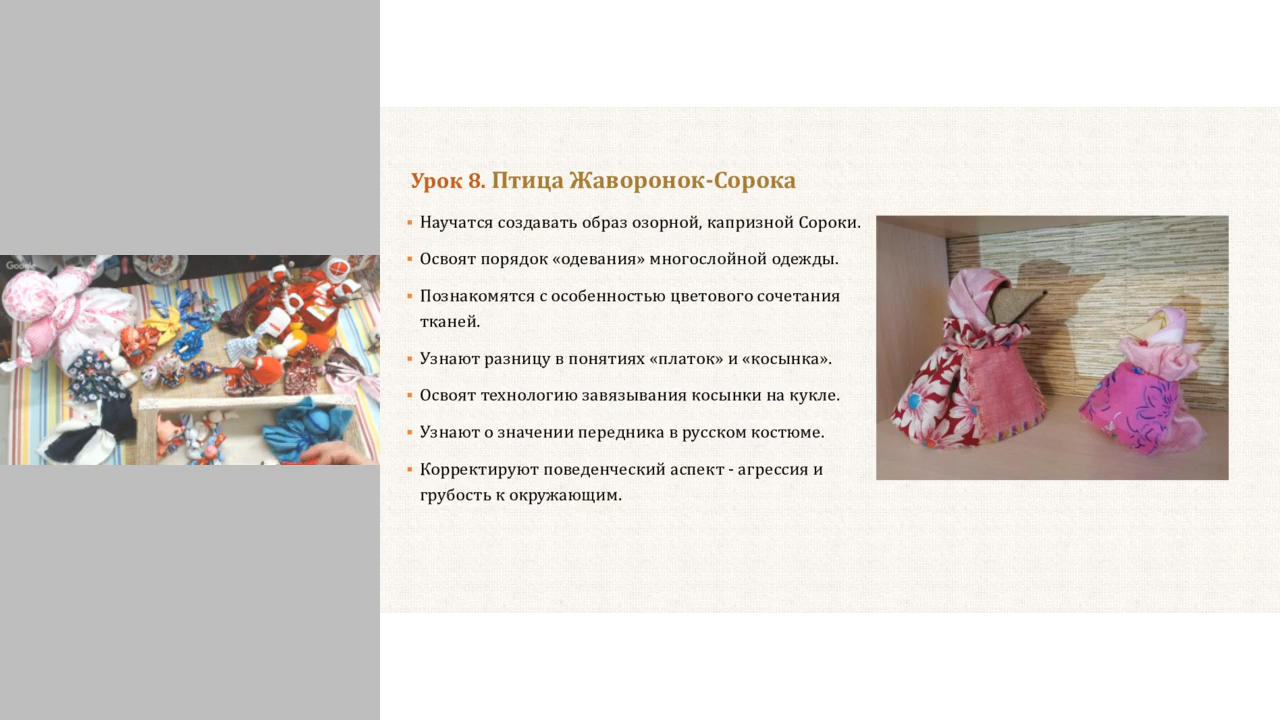 Урок 8. Птица Жаворонок-Сорока
Научатся создавать образ озорной, капризной Сороки.
Освоят порядок «одевания» многослойной одежды.
Познакомятся с особенностью цветового сочетания
тканей.
Узнают разницу в понятиях «платок» и «косынка».
Освоят технологию завязывания косынки на кукле.
Узнают о значении передника в русском костюме.
Корректируют поведенческий аспект - агрессия и
грубость к окружающим.
Google